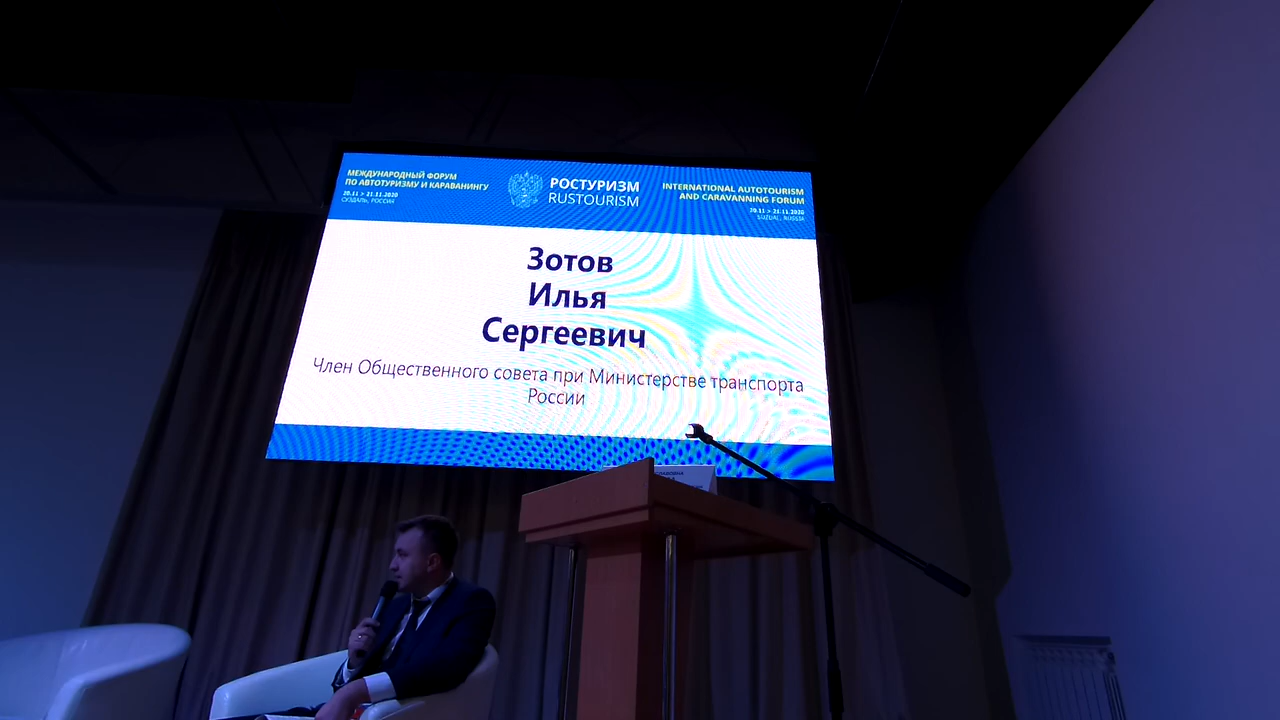 МЕЖДУНАРОДНЫЙ ФОРУМ
ПО АВТОТУРИЗМУ И КАРАВАНИНГУ
20.11 > 21.11.2020
СУЗДАЛЬ, РОССИЯ
РОСТУРИЗМ
RUSTOURISM
INTERNATIONAL AUTOTOURISM
AND CARAVANNING FORUM
20.11 > 21.11.2020
SUZDAL, RUSSIA
Зотов
Илья
Сергеевич
Член Общественного совета при Министерстве транспорта
России